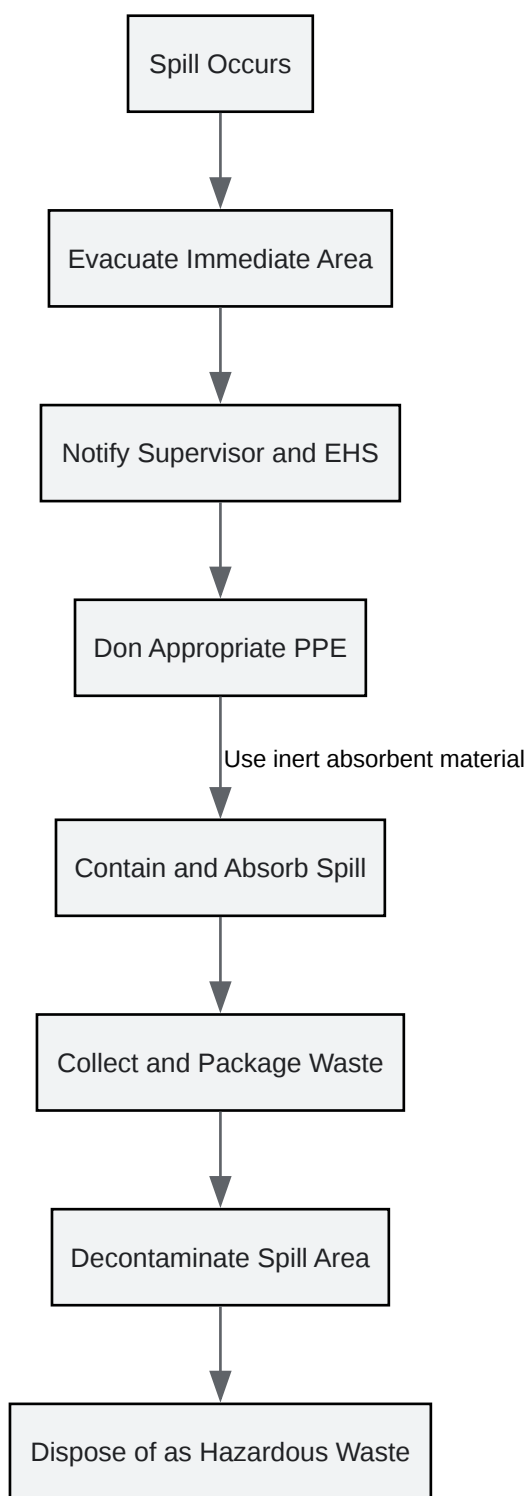 Spill Occurs
Evacuate Immediate Area
Notify Supervisor and EHS
Don Appropriate PPE
Use inert absorbent material
Contain and Absorb Spill
Collect and Package Waste
Decontaminate Spill Area
Dispose of as Hazardous Waste